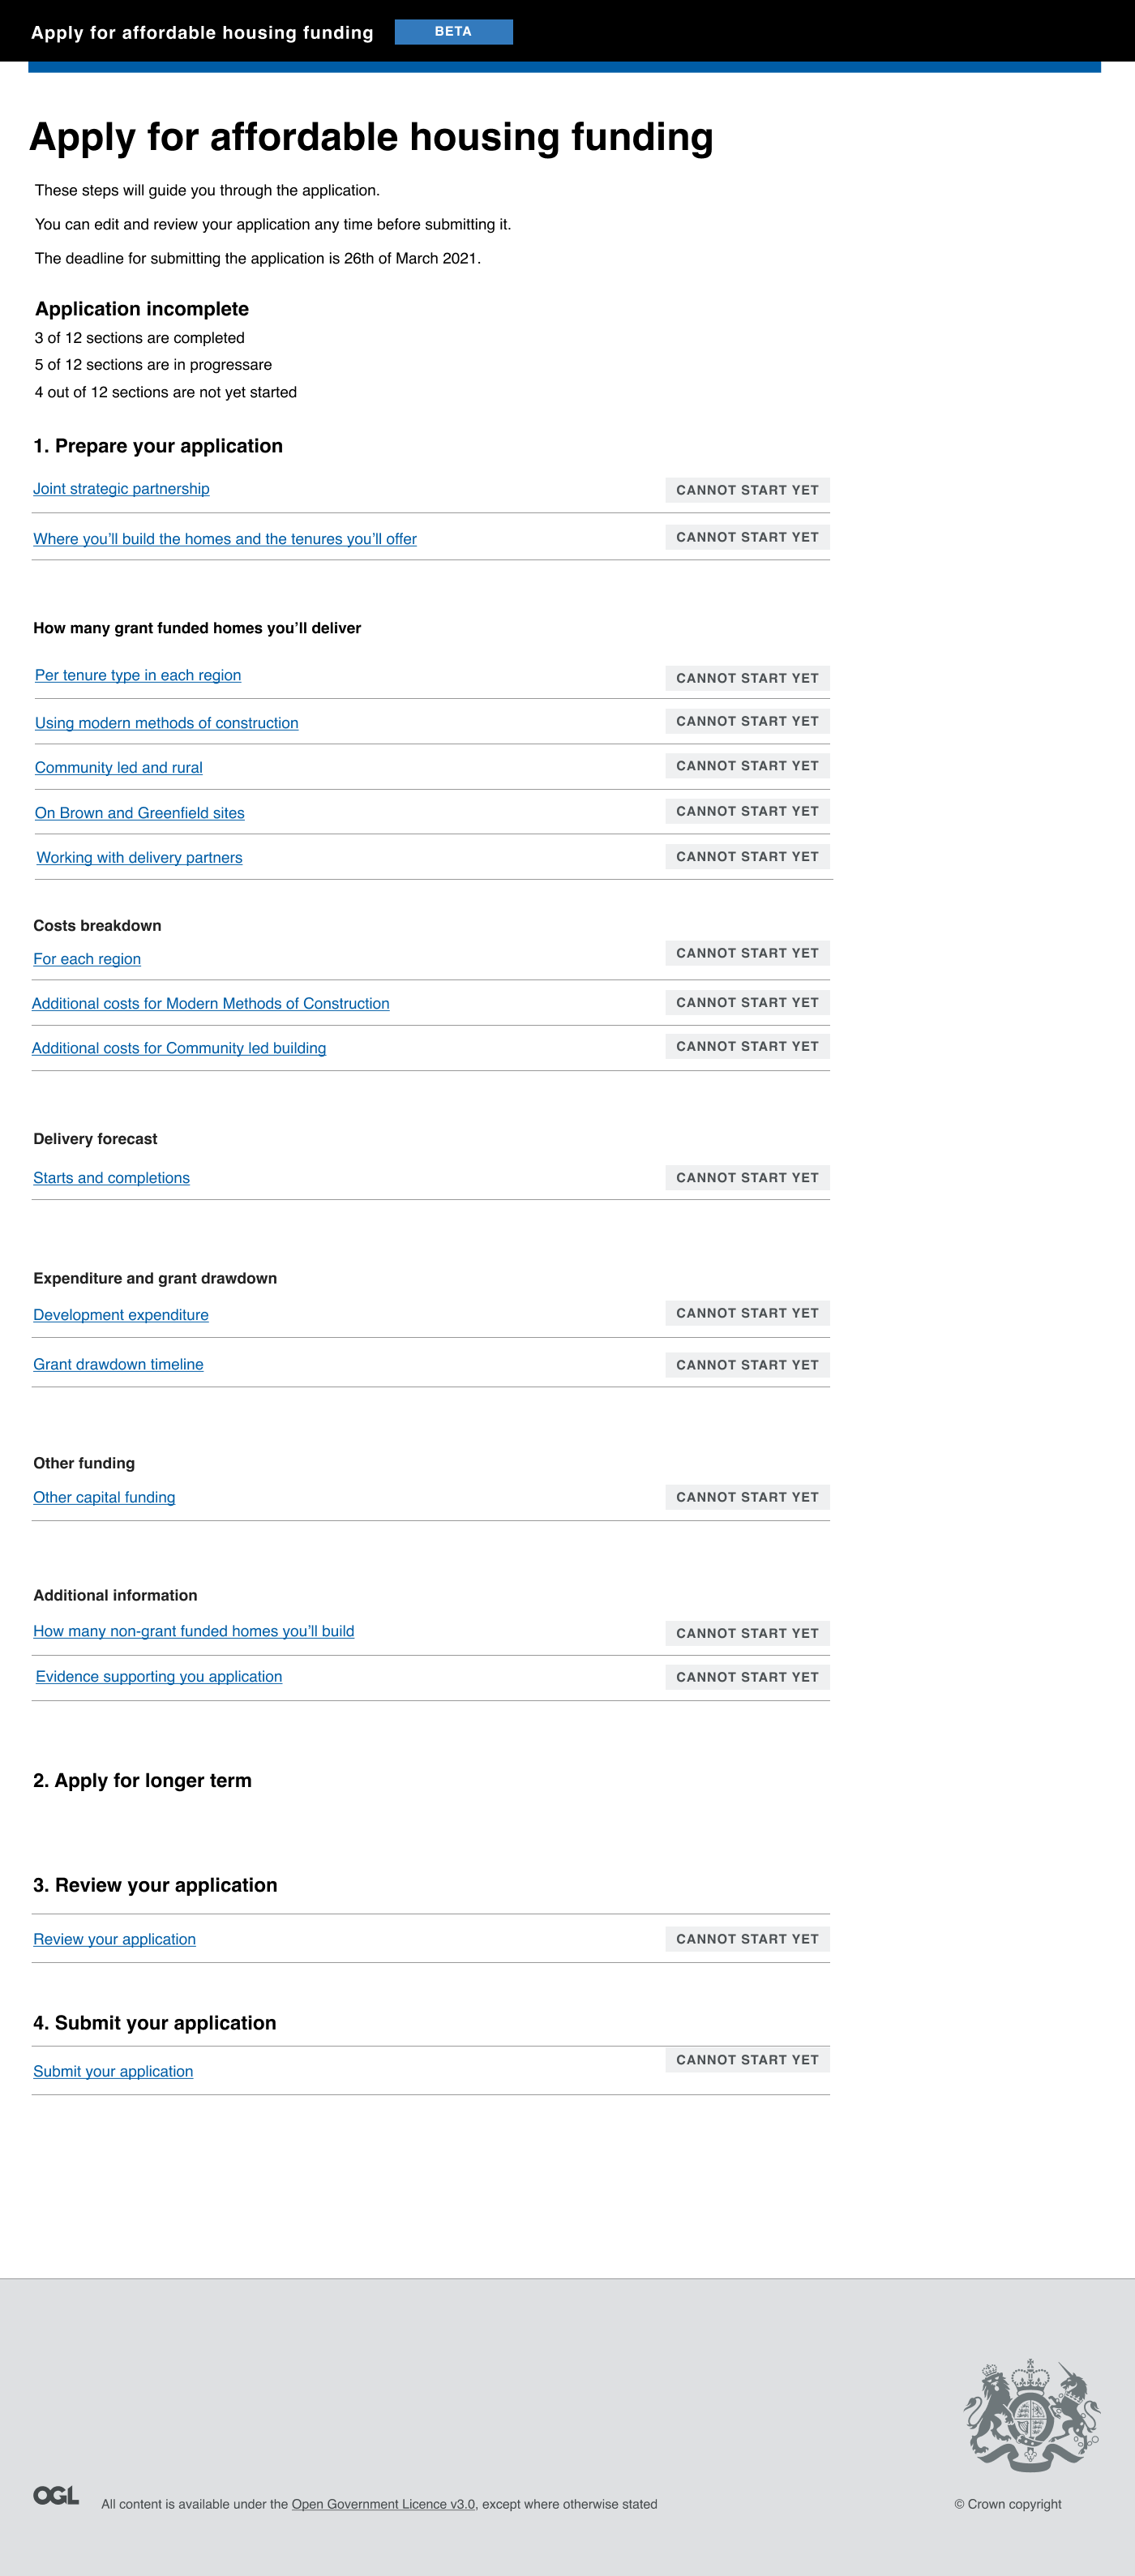 Apply for affordable housing funding BETA
Apply for affordable housing funding
These steps will guide you through the application.
You can edit and review your application any time before submitting it.
The deadline for submitting the application is 26th of March 2021.
Application incomplete
3 of 12 sections are completed
5 of 12 sections are in progressare
4 out of 12 sections are not yet started
1. Prepare your application
Joint strategic partnership CANNOT START YET
Where you’ll build the homes and the tenures you’ll offer CANNOT START YET
How many grant funded homes you’ll deliver
Per tenure type in each region CANNOT START YET
Using modern methods of construction CANNOT START YET
Community led and rural CANNOT START YET
On Brown and Greenfield sites CANNOT START YET
Working with delivery partners CANNOT START YET
Costs breakdown
For each region CANNOT START YET
Additional costs for Modern Methods of Construction CANNOT START YET
Additional costs for Community led building CANNOT START YET
Delivery forecast
Starts and completions CANNOT START YET
Expenditure and grant drawdown
Development expenditure CANNOT START YET
Grant drawdown timeline CANNOT START YET
Other funding
Other capital funding CANNOT START YET
Additional information
How many non-grant funded homes you’ll build CANNOT START YET
Evidence supporting you application CANNOT START YET
2. Apply for longer term
3. Review your application
Review your application CANNOT START YET
4. Submit your application
Submit your application CANNOT START YET
OGL All content is available under the Open Government Licence v3.0, except where otherwise stated © Crown copyright